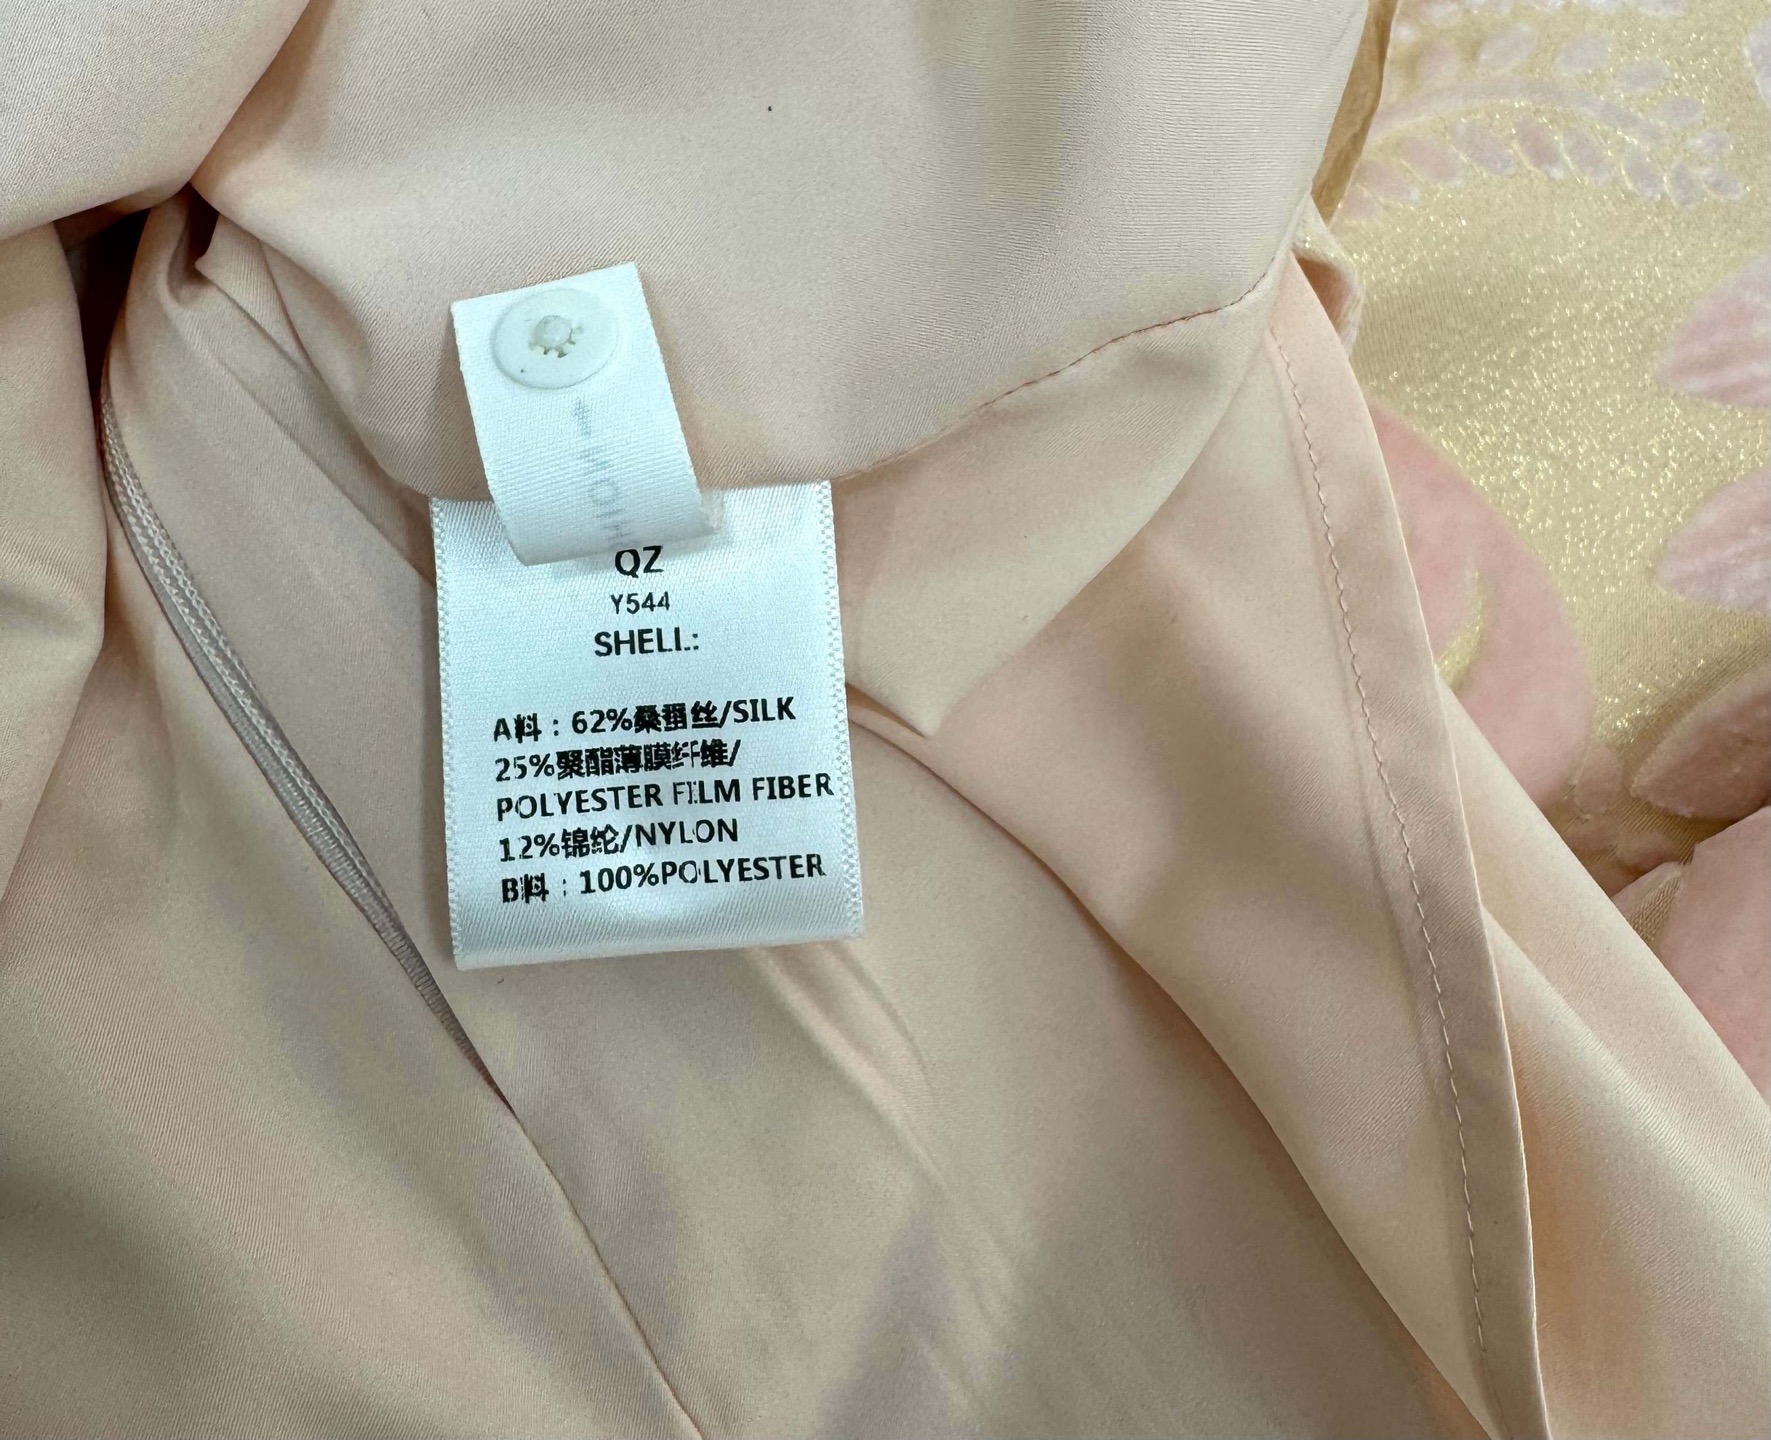 QZ
Y544
SHELL:
A料：62%桑蚕丝/SILK
25%聚酯薄膜纤维/
POLYESTER FILM FIBER
12%锦纶/NYLON
B料：100%POLYESTER